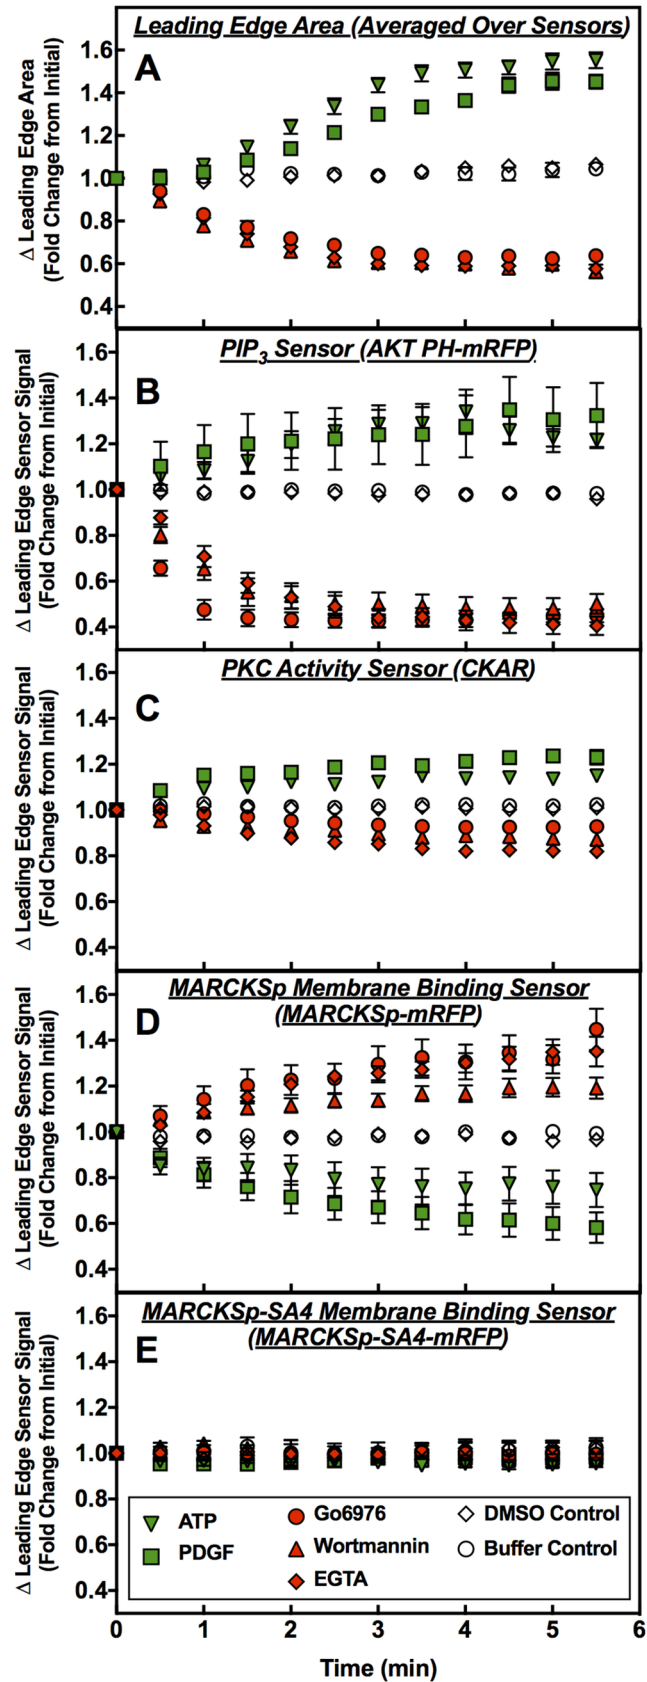 Leading Edge Area (Averaged Over Sensors)
A
Δ Leading Edge Area
(Fold Change from Initial)
1.6
1.4
1.2
1.0
0.8
0.6
0.4
PIP3 Sensor (AKT PH-mRFP)
B
Δ Leading Edge Sensor Signal
(Fold Change from Initial)
1.6
1.4
1.2
1.0
0.8
0.6
0.4
PKC Activity Sensor (CKAR)
C
Δ Leading Edge Sensor Signal
(Fold Change from Initial)
1.6
1.4
1.2
1.0
0.8
0.6
0.4
MARCKSp Membrane Binding Sensor
(MARCKSp-mRFP)
D
Δ Leading Edge Sensor Signal
(Fold Change from Initial)
1.6
1.4
1.2
1.0
0.8
0.6
0.4
MARCKSp-SA4 Membrane Binding Sensor
(MARCKSp-SA4-mRFP)
E
Δ Leading Edge Sensor Signal
(Fold Change from Initial)
1.6
1.4
1.2
1.0
0.8
0.6
0.4
ATP
PDGF
Go6976
Wortmannin
EGTA
DMSO Control
Buffer Control
0 1 2 3 4 5 6
Time (min)